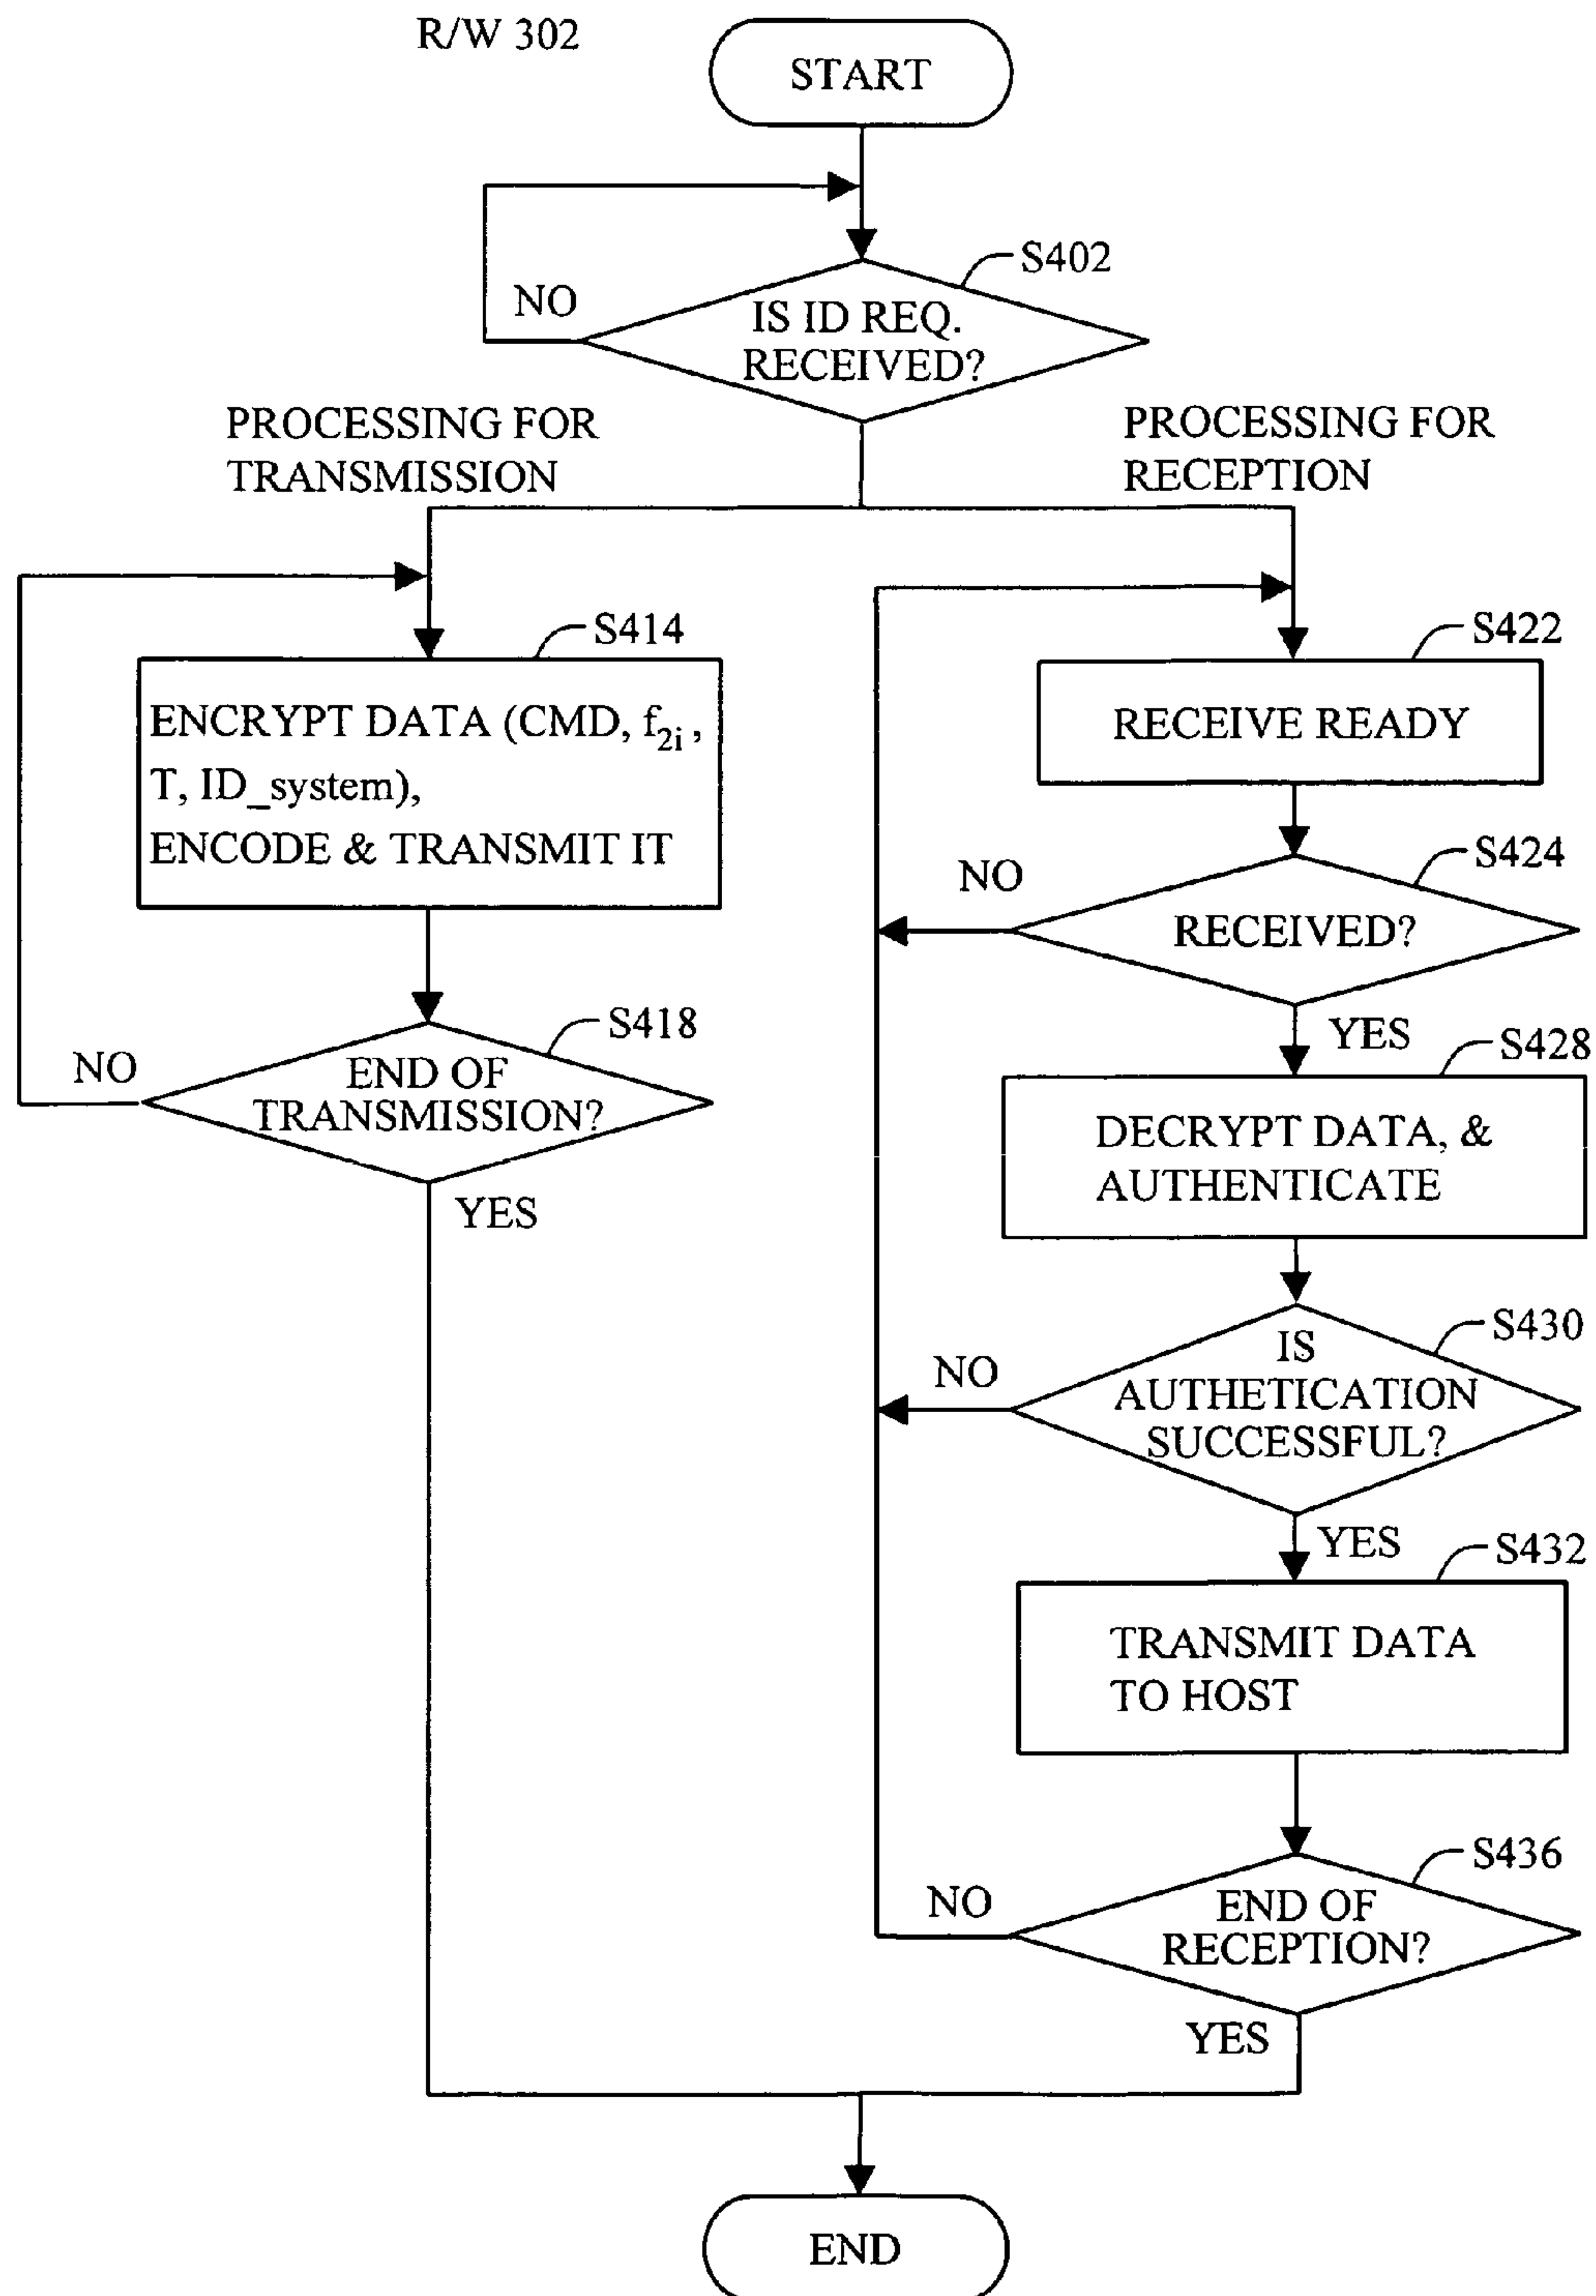 R/W 302
START
S402
NO
IS ID REQ.
RECEIVED?
PROCESSING FOR
TRANSMISSION
PROCESSING FOR
RECEPTION
S414
ENCRYPT DATA (CMD, f2i ,
T, ID_system),
ENCODE & TRANSMIT IT
S418
NO
END OF
TRANSMISSION?
YES
S422
RECEIVE READY
S424
NO
RECEIVED?
YES
S428
DECRYPT DATA, &
AUTHENTICATE
S430
NO
IS
AUTHETICATION
SUCCESSFUL?
YES
S432
TRANSMIT DATA
TO HOST
S436
NO
END OF
RECEPTION?
YES
END